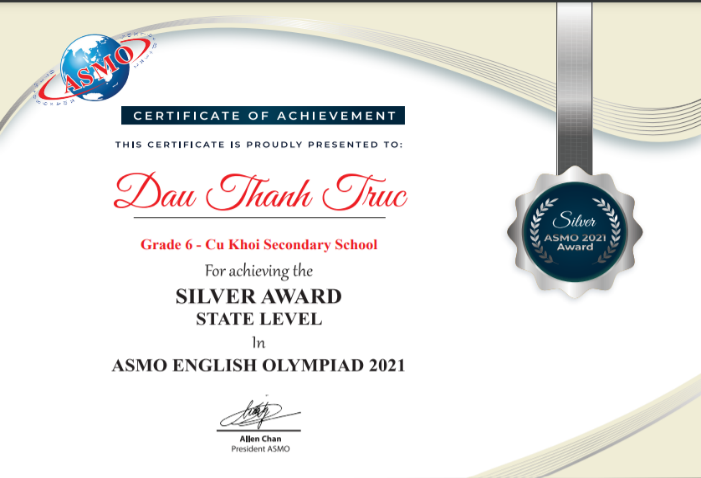 ASMO
CERTIFICATE OF ACHIEVEMENT
THIS CERTIFICATE IS PROUDLY PRESENTED TO:
Dau Thanh Truc
Grade 6 - Cu Khoi Secondary School
For achieving the
SILVER AWARD
STATE LEVEL
In
ASMO ENGLISH OLYMPIAD 2021
Silver
ASMO 2021
Award
Allen Chan
President ASMO